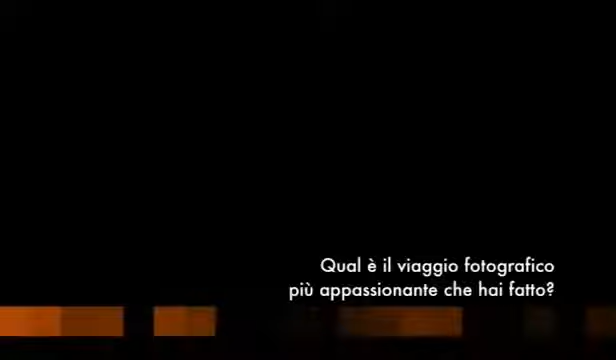 Qual è il viaggio fotografico
più appassionante che hai fatto?